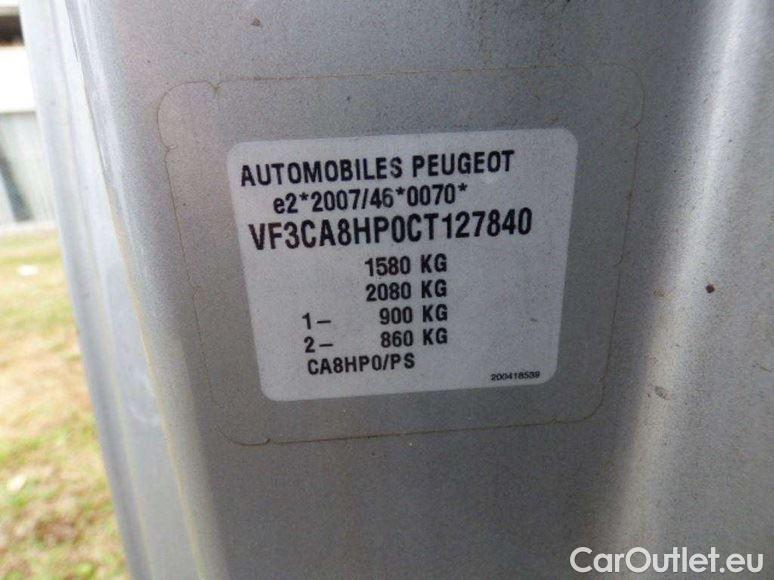 AUTOMOBILES PEUGEOT
e2*2007/46*0070*
VF3CA8HP0CT127840
1580 KG
2080 KG
1– 900 KG
2– 860 KG
CA8HP0/PS
200418539
CarOutlet.eu